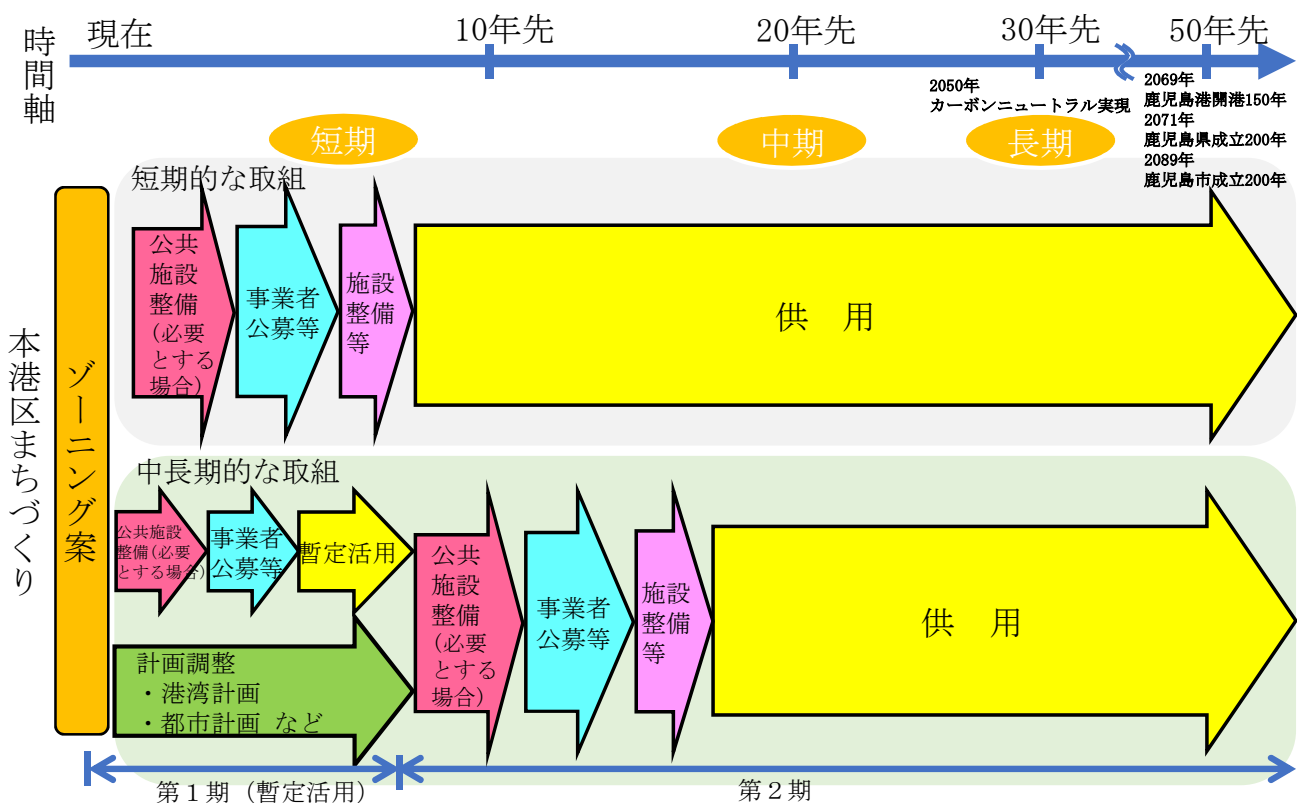 時間軸
現在
10年先
20年先
30年先
50年先
2050年
カーボンニュートラル実現
2069年
鹿児島港開港150年
2071年
鹿児島県成立200年
2089年
鹿児島市成立200年
短期
中期
長期
本港区まちづくり
ゾーニング案
短期的な取組
公共
施設
整備
(必要
とする
場合)
事業者
公募等
施設
整備
等
供 用
中長期的な取組
公共施設
整備(必要
とする場合)
事業者
公募等
暫定活用
計画調整
・港湾計画
・都市計画 など
公共
施設
整備
(必要
とする
場合)
事業者
公募等
施設
整備
等
供 用
第1期(暫定活用)
第2期